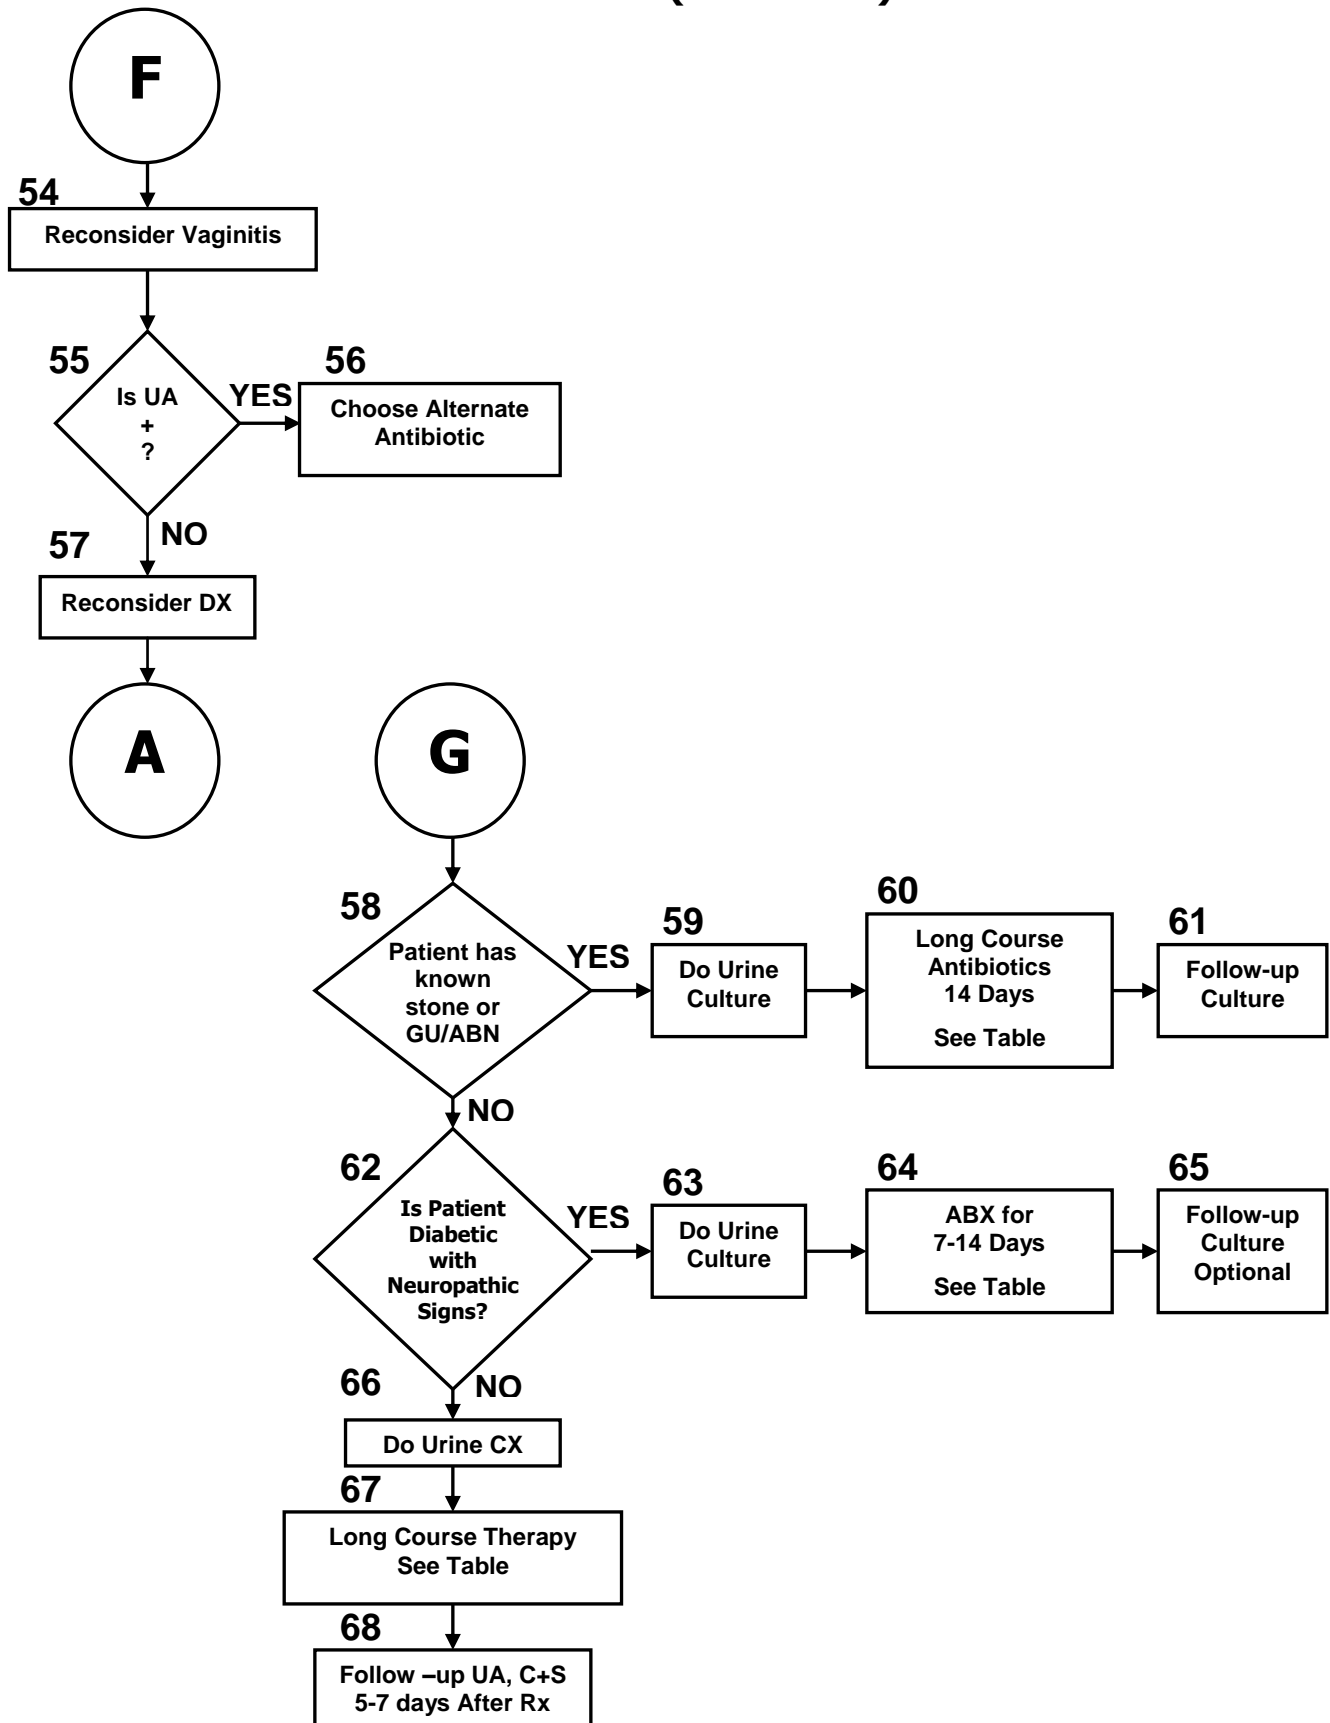 F
54
Reconsider Vaginitis
55
Is UA
+
?
YES
56
Choose Alternate
Antibiotic
NO
57
Reconsider DX
A
G
58
Patient has
known
stone or
GU/ABN
YES
59
Do Urine
Culture
60
Long Course
Antibiotics
14 Days
See Table
61
Follow-up
Culture
NO
62
Is Patient
Diabetic
with
Neuropathic
Signs?
YES
63
Do Urine
Culture
64
ABX for
7-14 Days
See Table
65
Follow-up
Culture
Optional
NO
66
Do Urine CX
67
Long Course Therapy
See Table
68
Follow –up UA, C+S
5-7 days After Rx